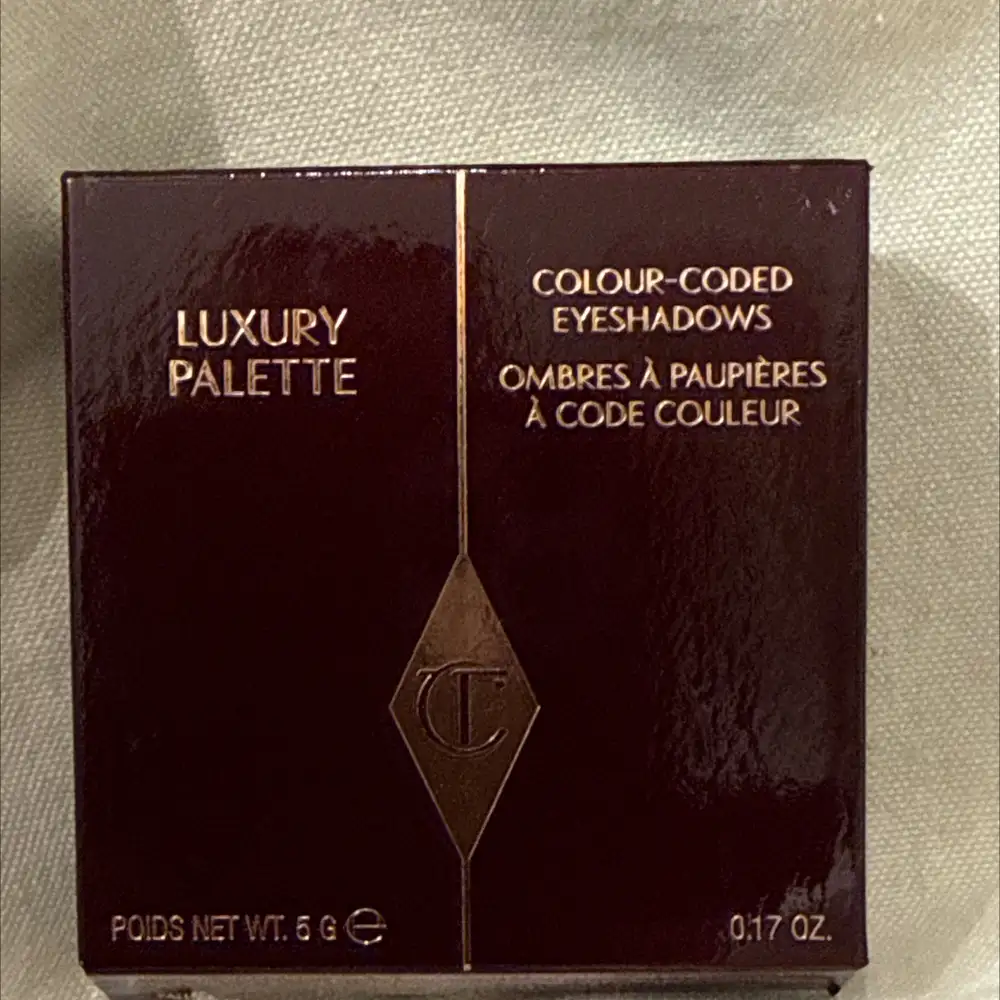 LUXURY
PALETTE
COLOUR-CODED
EYESHADOWS
OMBRES À PAUPIÈRES
À CODE COULEUR
CT
POIDS NET WT. 5 G ℮
0.17 OZ.